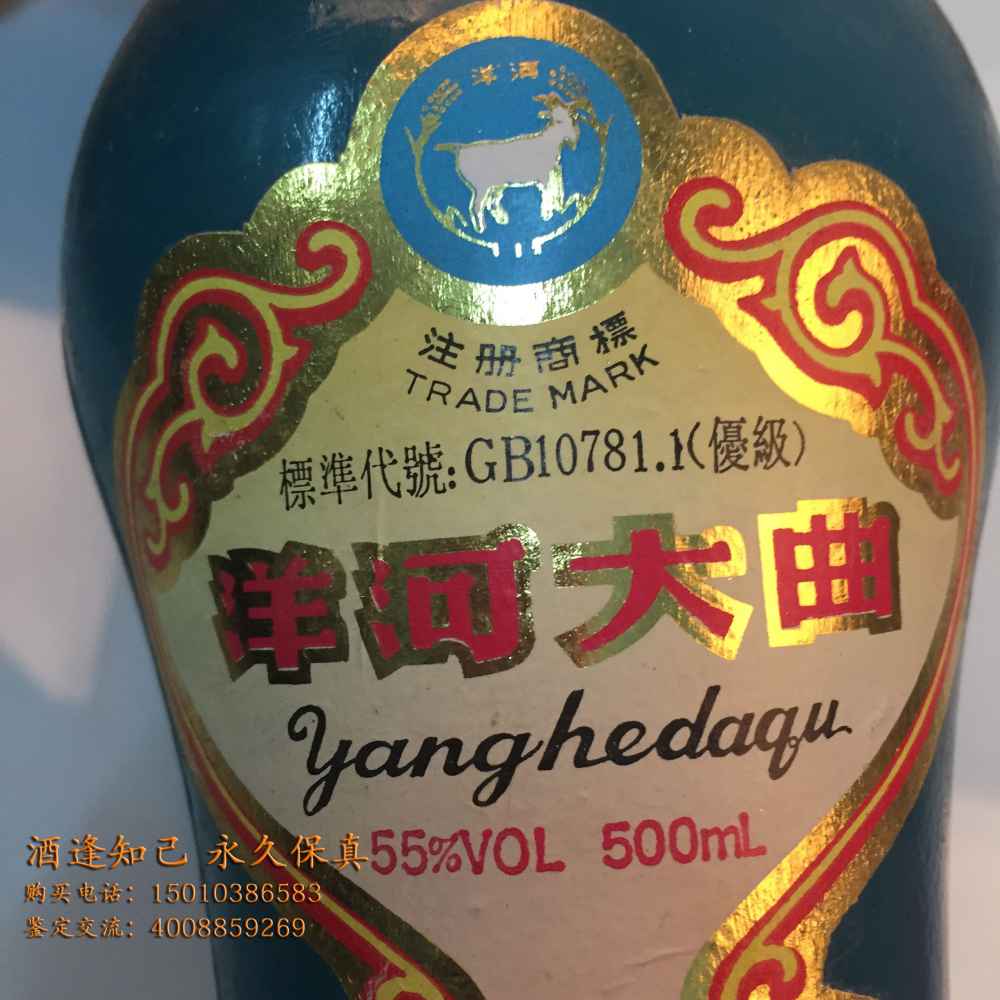 洋河
注册商標
TRADE MARK
標準代號:GB10781.1(優級)
洋河大曲
Yanghedaqu
55%VOL 500mL
酒逢知己 永久保真
购买电话：15010386583
鉴定交流：4008859269